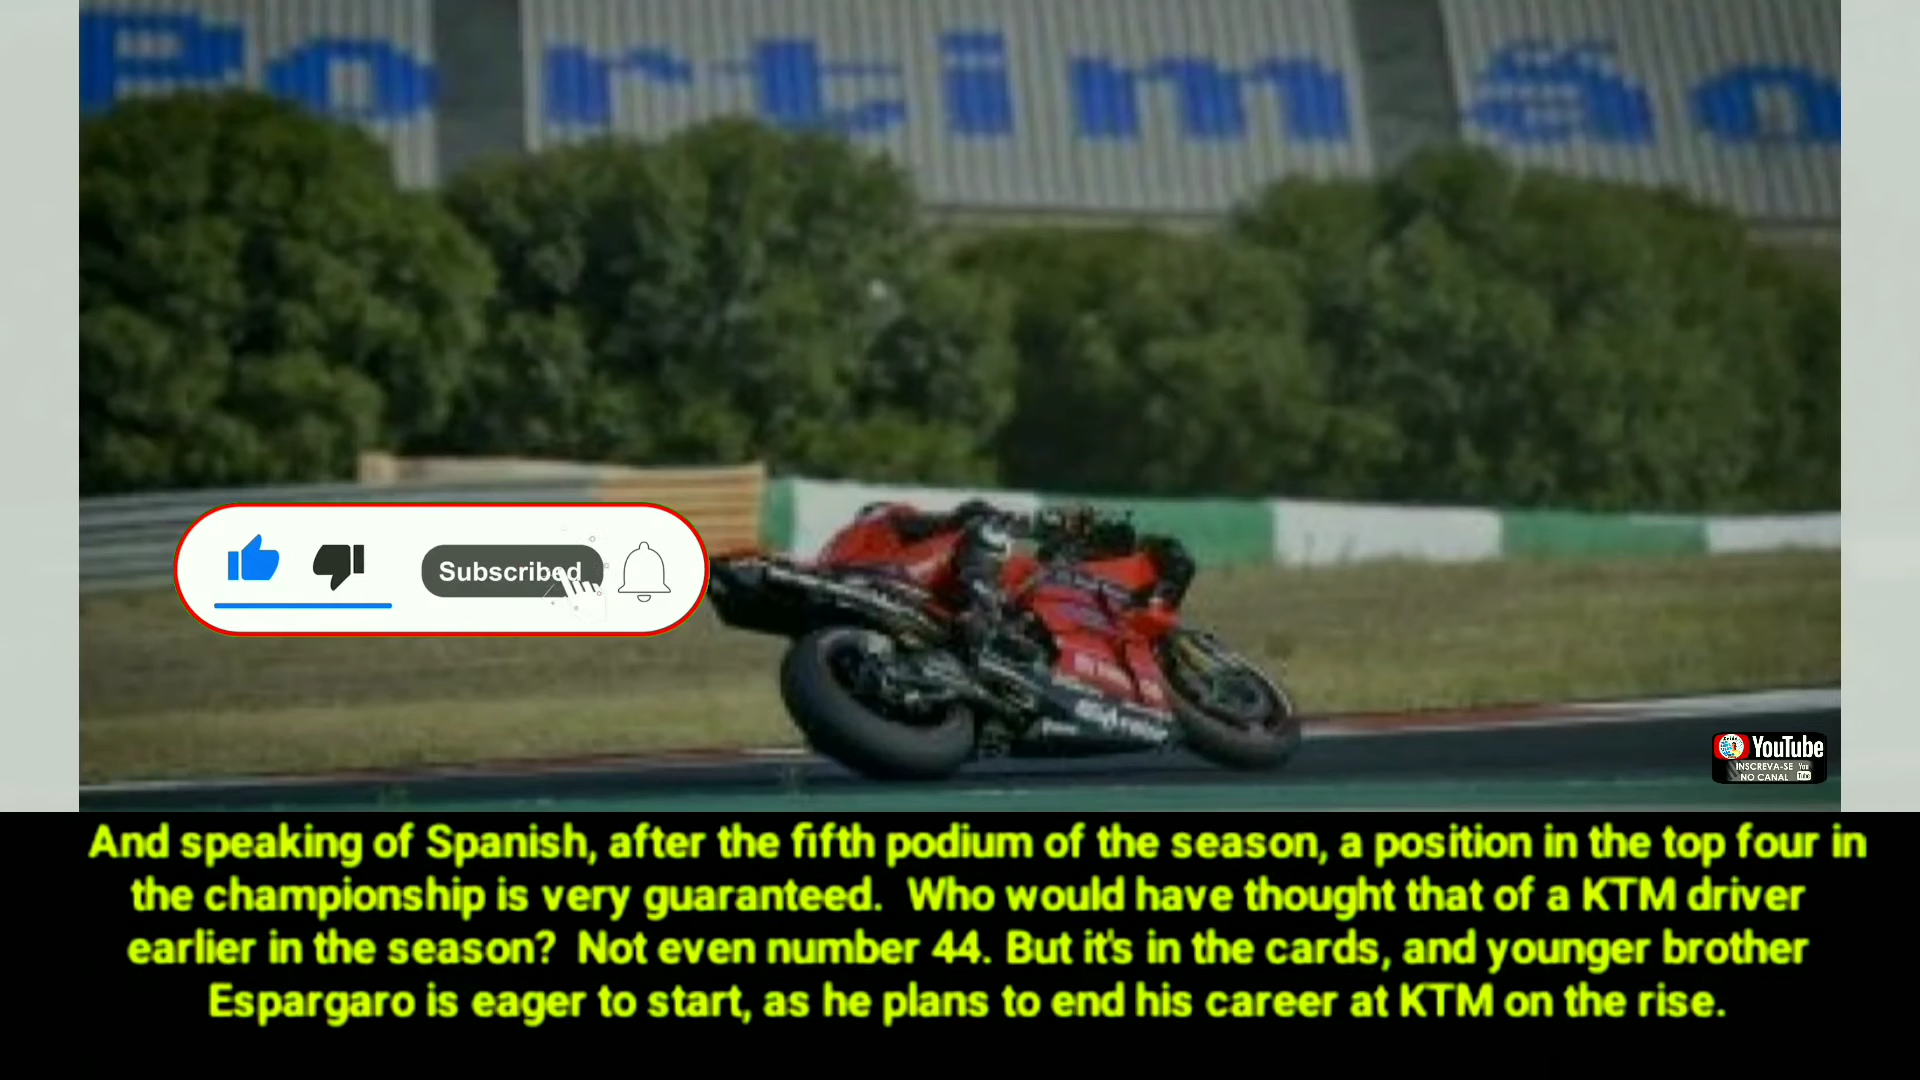 Portimão
Subscribed
YouTube
INSCREVA-SE You
NO CANAL Tube
And speaking of Spanish, after the fifth podium of the season, a position in the top four in
the championship is very guaranteed. Who would have thought that of a KTM driver
earlier in the season? Not even number 44. But it's in the cards, and younger brother
Espargaro is eager to start, as he plans to end his career at KTM on the rise.